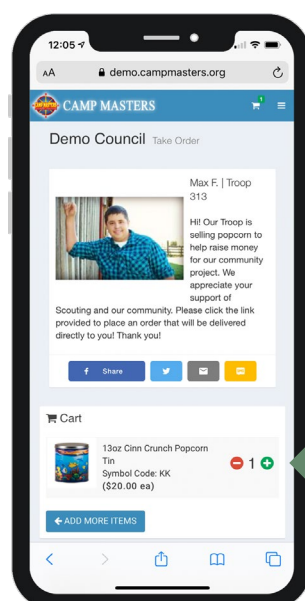 12:05
AA
demo.campmasters.org
CAMP MASTERS
1
Demo Council Take Order
Max F. | Troop
313
Hi! Our Troop is
selling popcorn to
help raise money
for our community
project. We
appreciate your
support of
Scouting and our community. Please click the link
provided to place an order that will be delivered
directly to you! Thank you!
f Share
Cart
13oz Cinn Crunch Popcorn
Tin
Symbol Code: KK
($20.00 ea)
1
ADD MORE ITEMS